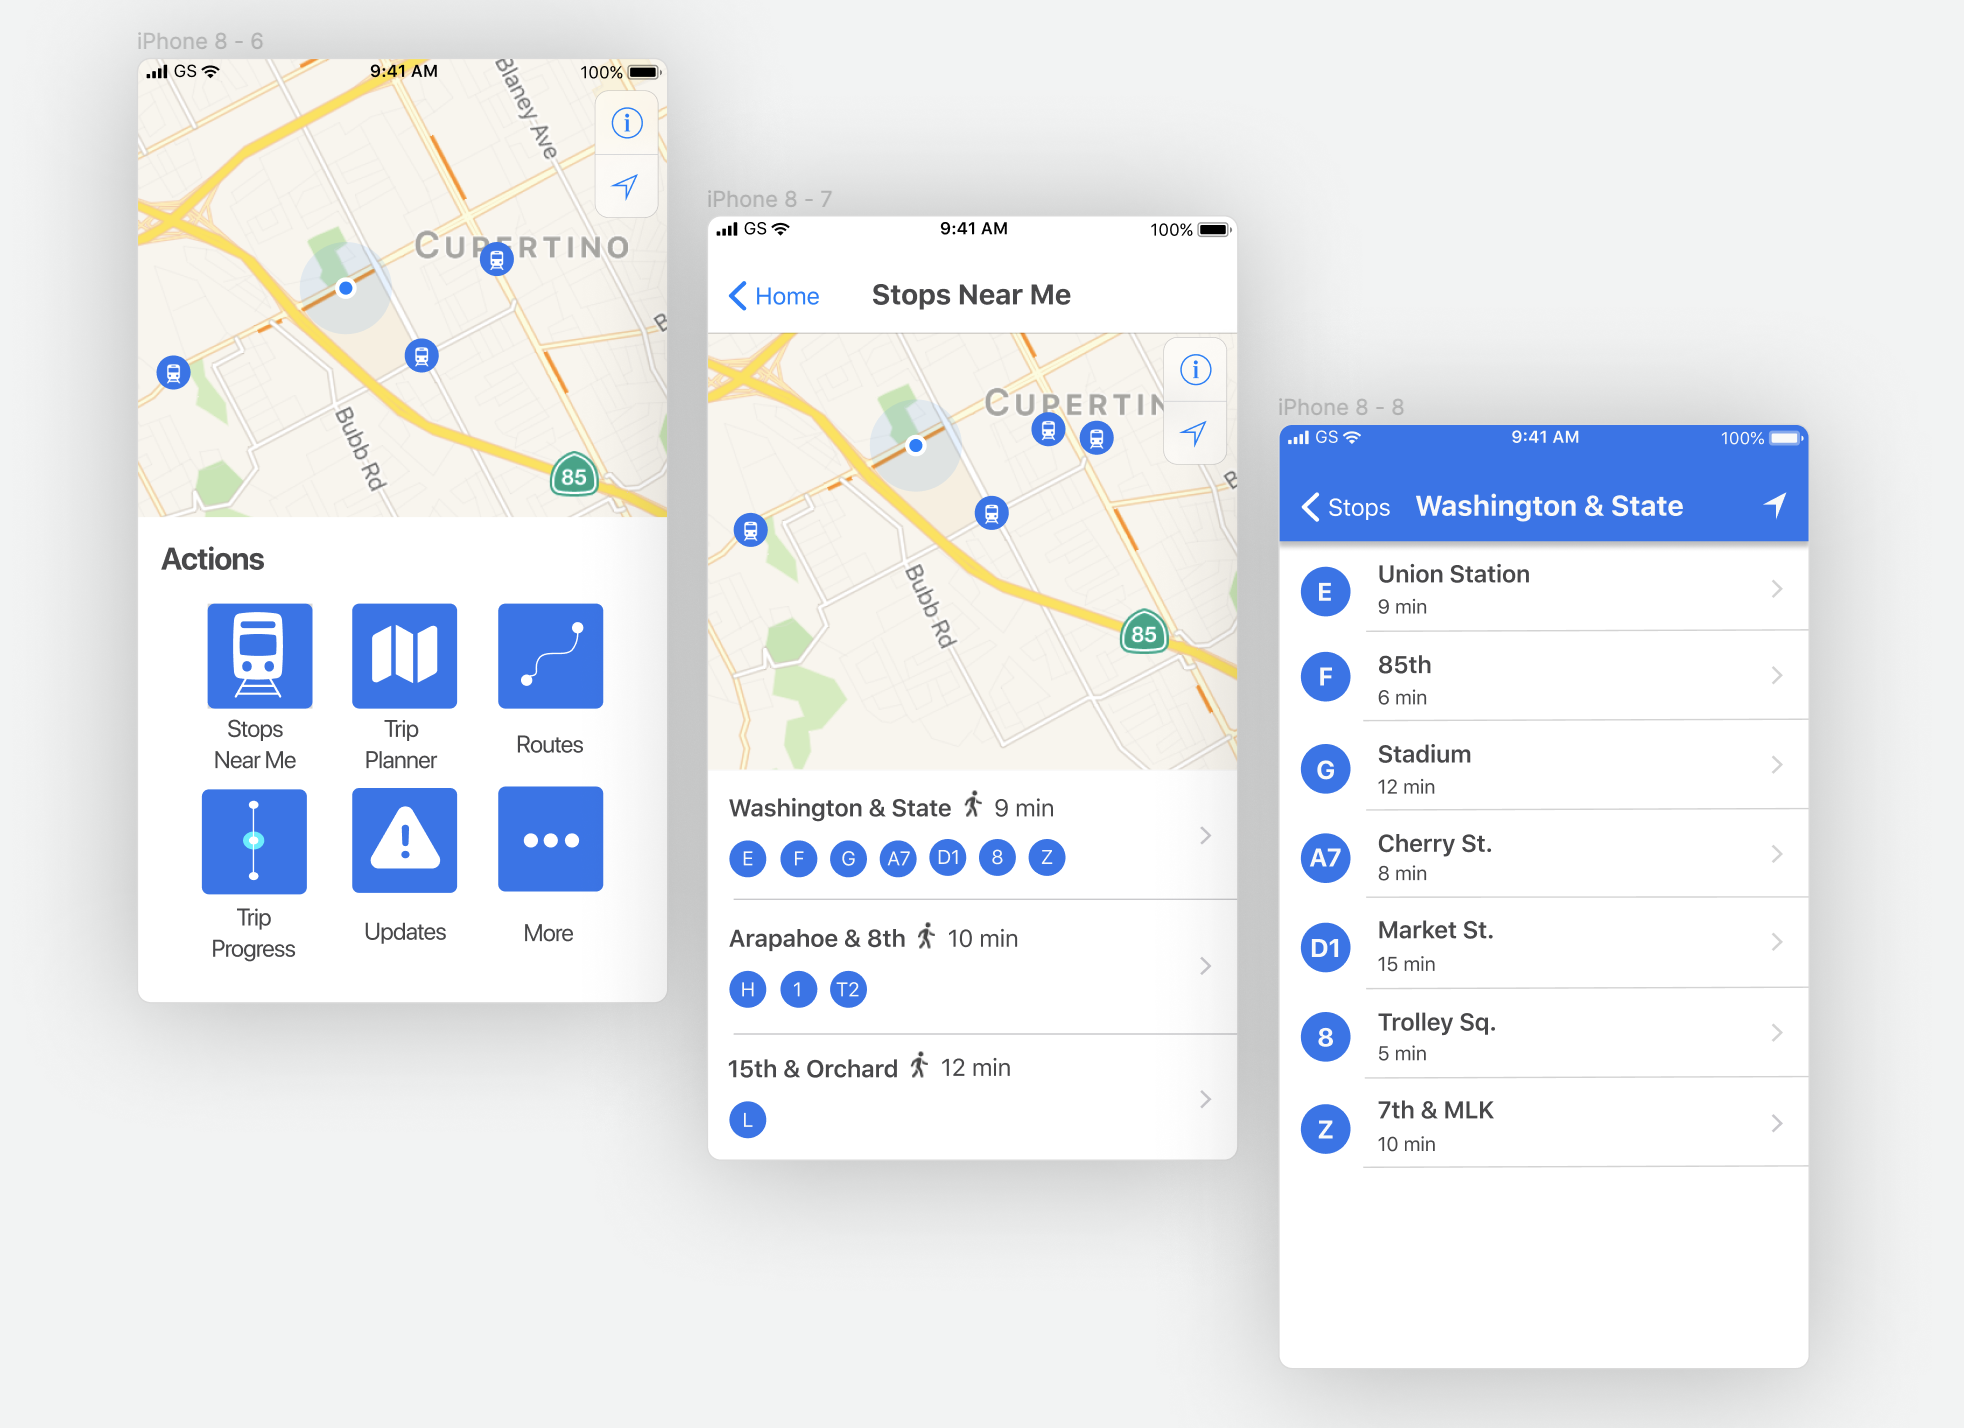 iPhone 8 - 6
GS
9:41 AM
100%
Blaney Ave
i
CUPERTINO
Bubb Rd
85
Actions
Stops
Near Me
Trip
Planner
Routes
Trip
Progress
Updates
More
iPhone 8 - 7
GS
9:41 AM
100%
Home
Stops Near Me
i
CUPERTIN
Bubb Rd
85
Washington & State 9 min
E F G A7 D1 8 Z
Arapahoe & 8th 10 min
H 1 T2
15th & Orchard 12 min
L
iPhone 8 - 8
GS
9:41 AM
100%
Stops
Washington & State
E
Union Station
9 min
F
85th
6 min
G
Stadium
12 min
A7
Cherry St.
8 min
D1
Market St.
15 min
8
Trolley Sq.
5 min
Z
7th & MLK
10 min